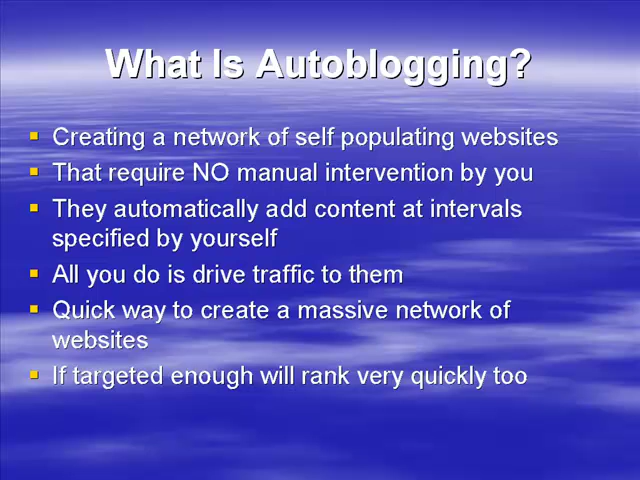 What Is Autoblogging?
Creating a network of self populating websites
That require NO manual intervention by you
They automatically add content at intervals
specified by yourself
All you do is drive traffic to them
Quick way to create a massive network of
websites
If targeted enough will rank very quickly too